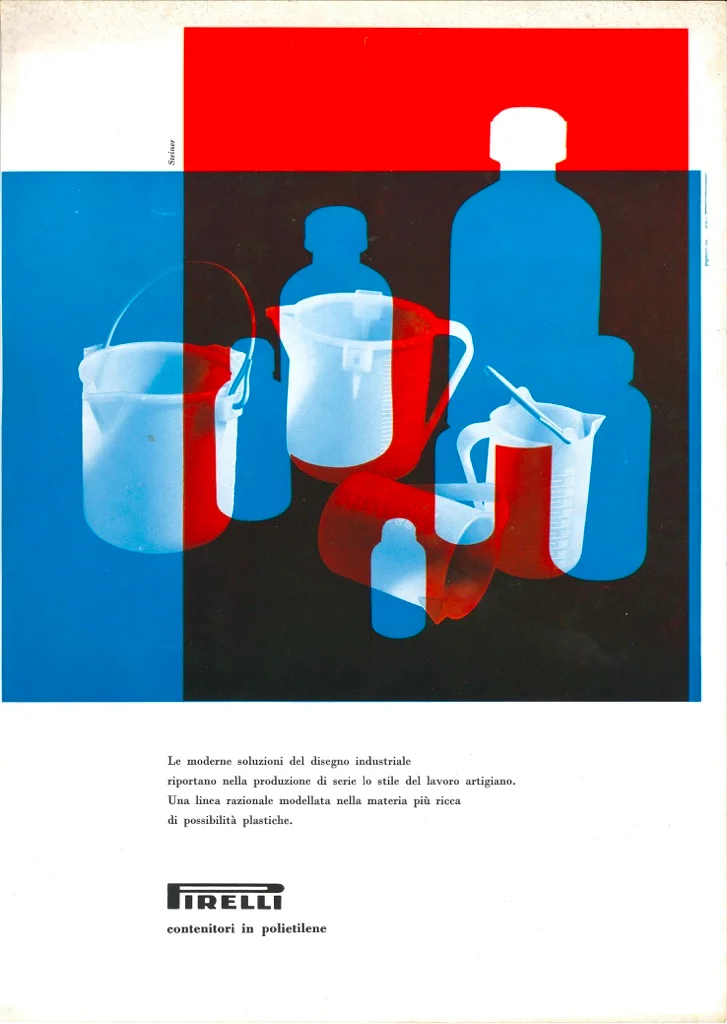 Steiner
Le moderne soluzioni del disegno industriale
riportano nella produzione di serie lo stile del lavoro artigiano.
Una linea razionale modellata nella materia più ricca
di possibilità plastiche.
PIRELLI
contenitori in polietilene